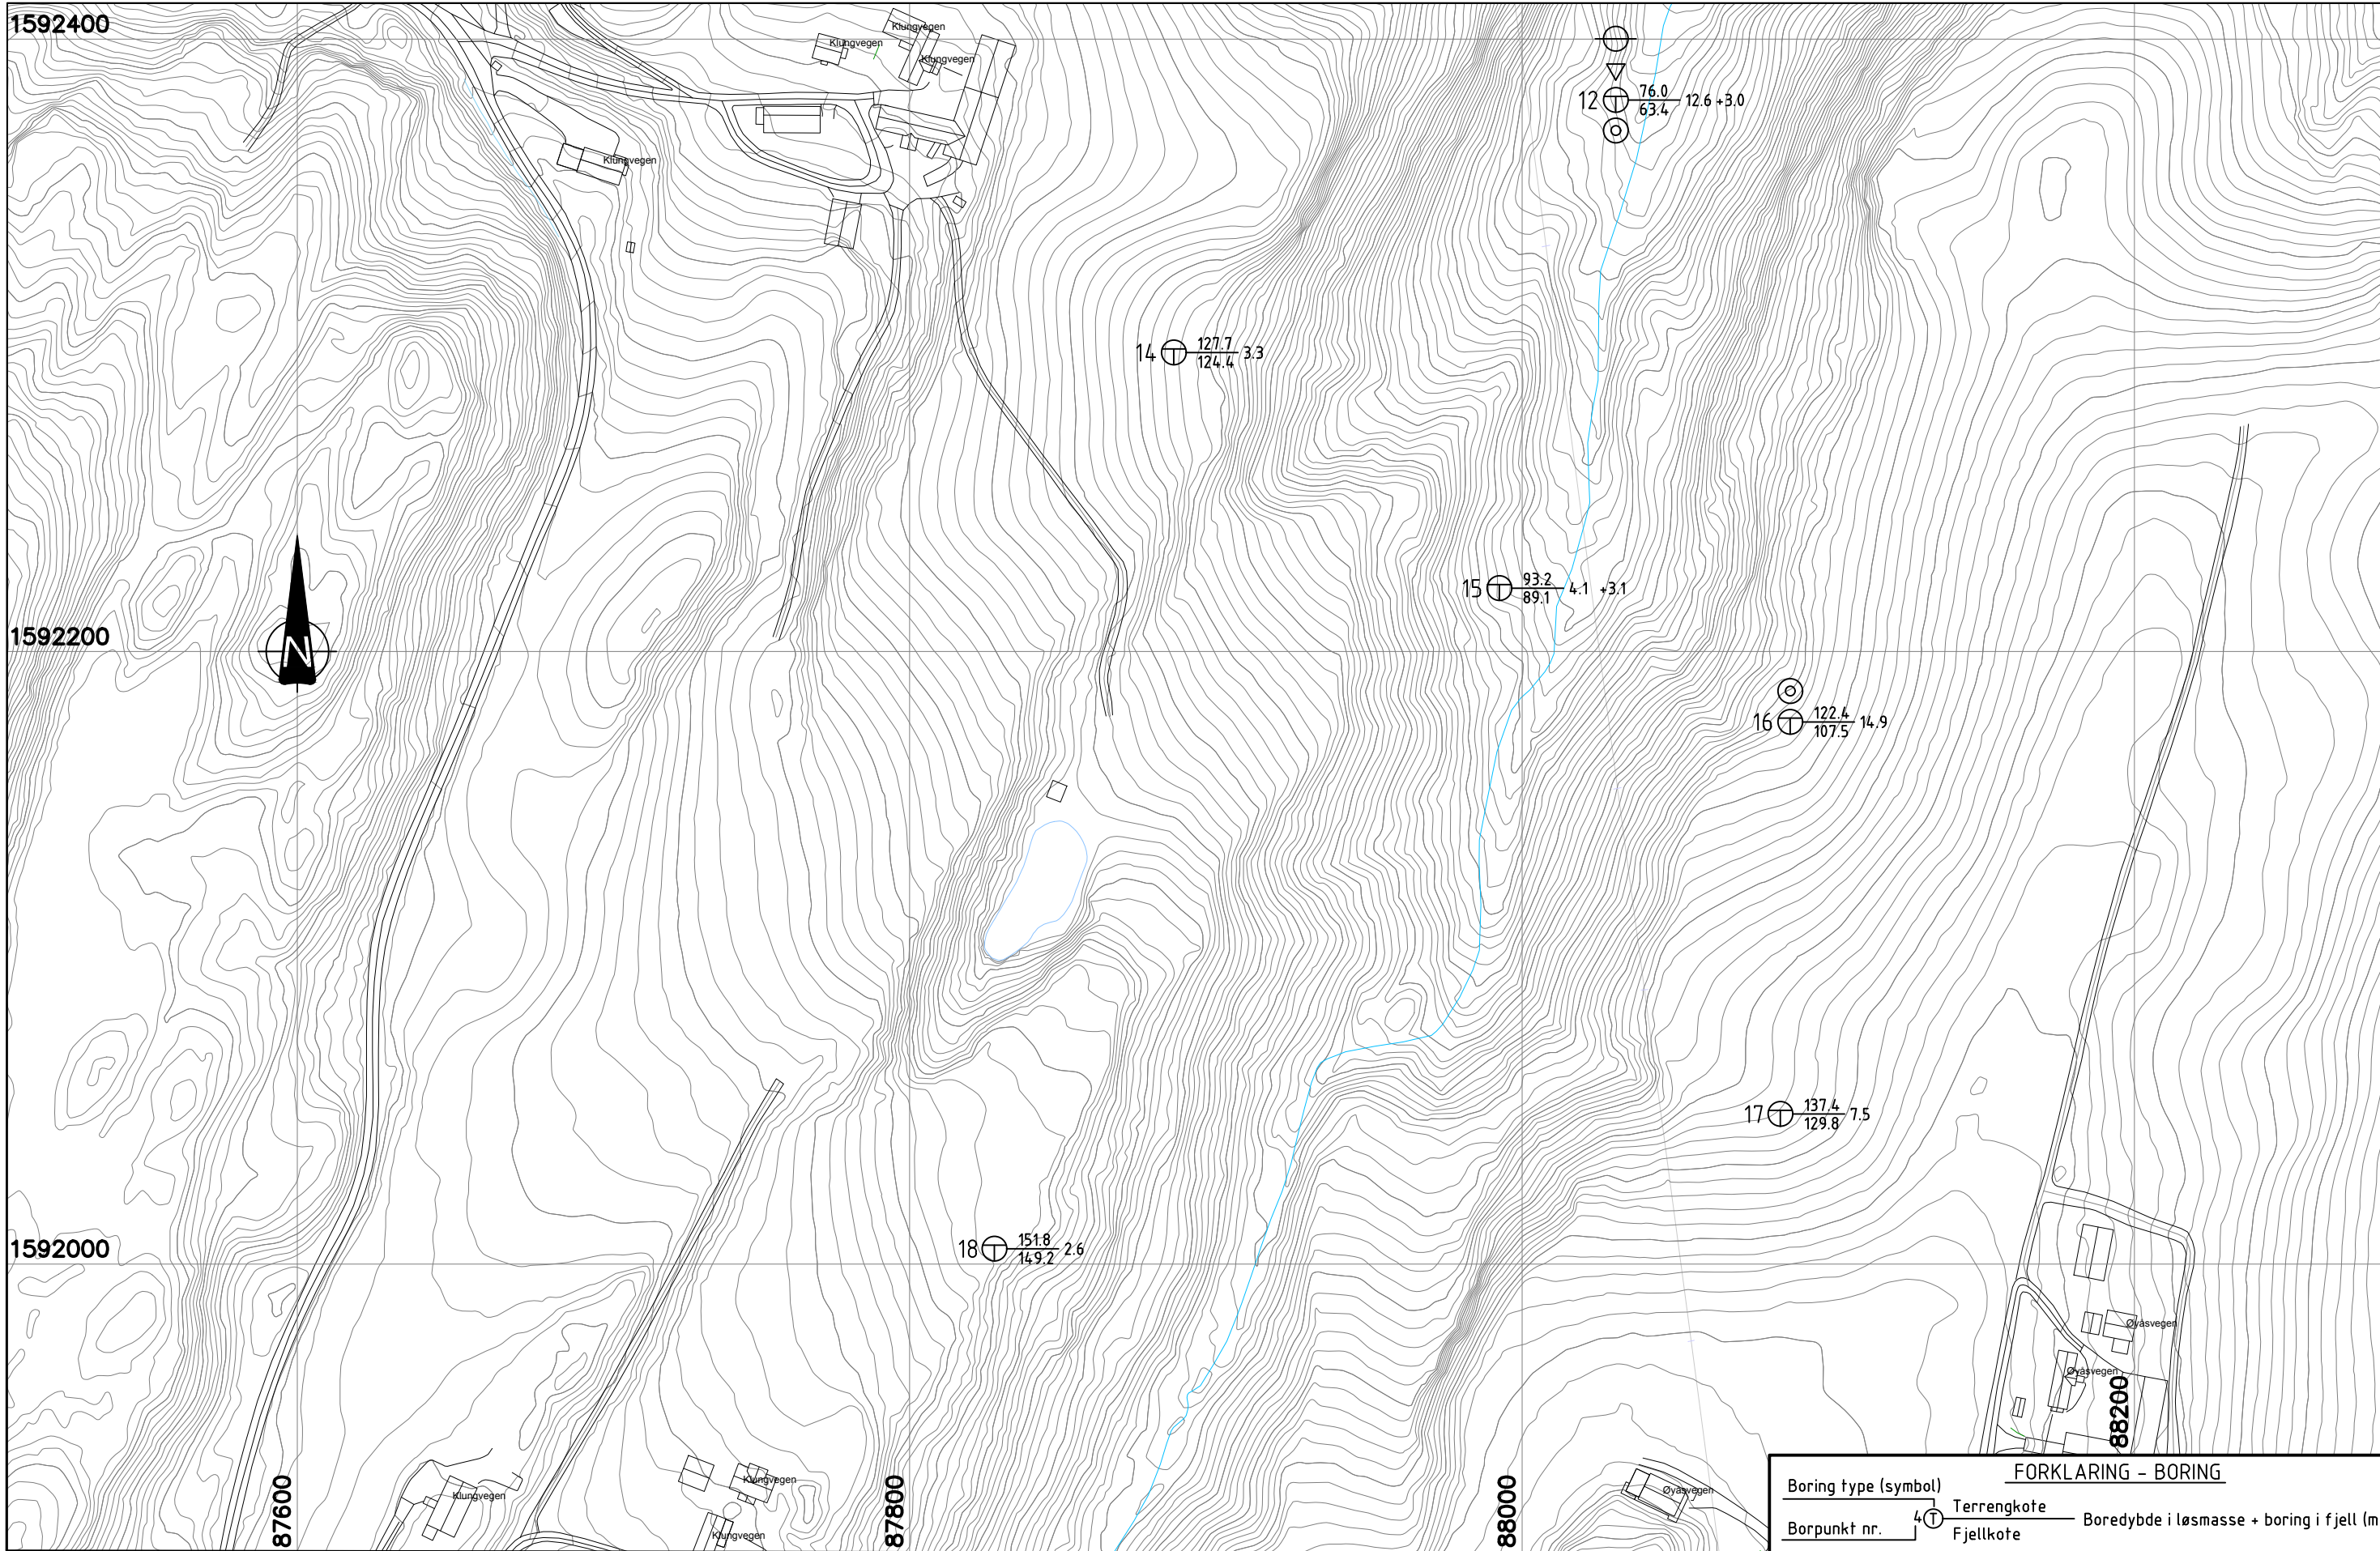 1592400
Klungvegen
Klungvegen
Klungvegen
12 76.0 12.6 +3.0
63.4
Klungvegen
14 127.7 3.3
124.4
15 93.2 4.1 +3.1
89.1
1592200
N
16 122.4 14.9
107.5
17 137.4 7.5
129.8
1592000
18 151.8 2.6
149.2
Øyåsvegen
Øyåsvegen
88200
Klungvegen
Klungvegen
Klungvegen
Øyåsvegen
87600
87800
88000
FORKLARING - BORING
Boring type (symbol)
Terrengkote
4 T Boredybde i løsmasse + boring i fjell (m
Borpunkt nr.
Fjellkote